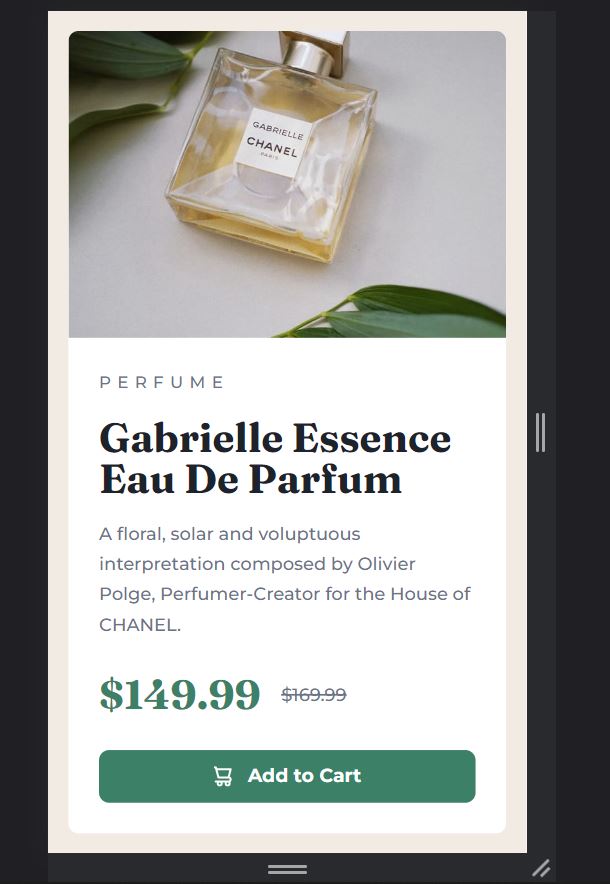 GABRIELLE
CHANEL
PARIS
PERFUME
Gabrielle Essence
Eau De Parfum
A floral, solar and voluptuous
interpretation composed by Olivier
Polge, Perfumer-Creator for the House of
CHANEL.
$149.99 $169.99
Add to Cart